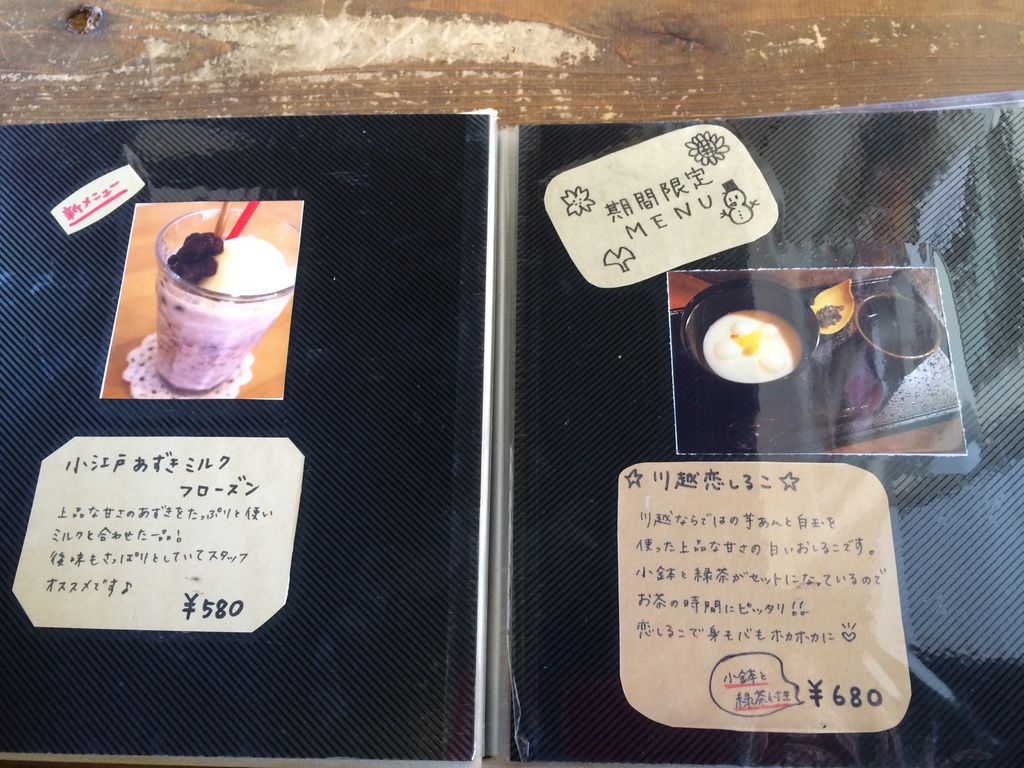 新メニュー
小江戸あずきミルク
フローズン
上品な甘さのあずきをたっぷりと使い
ミルクと合わせた一品!
後味もさっぱりとしていてスタッフ
オススメです♪
¥580
期間限定
MENU
☆川越恋しるこ☆
川越ならではの芋あんと白玉を
使った上品な甘さの白いおしるこです。
小鉢と緑茶がセットになっているので
お茶の時間にピッタリ!!
恋しるこで身も心もホカホカに♡
小鉢と
緑茶付き
¥680